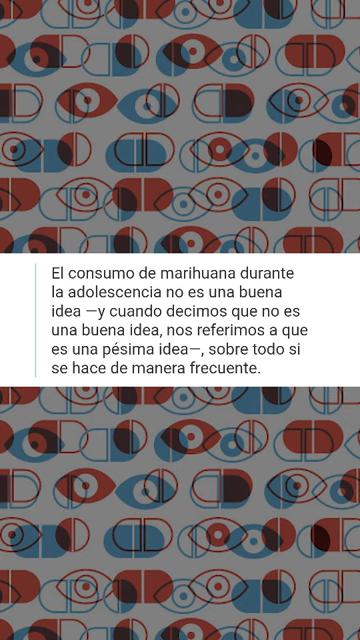 El consumo de marihuana durante
la adolescencia no es una buena
idea —y cuando decimos que no es
una buena idea, nos referimos a que
es una pésima idea—, sobre todo si
se hace de manera frecuente.